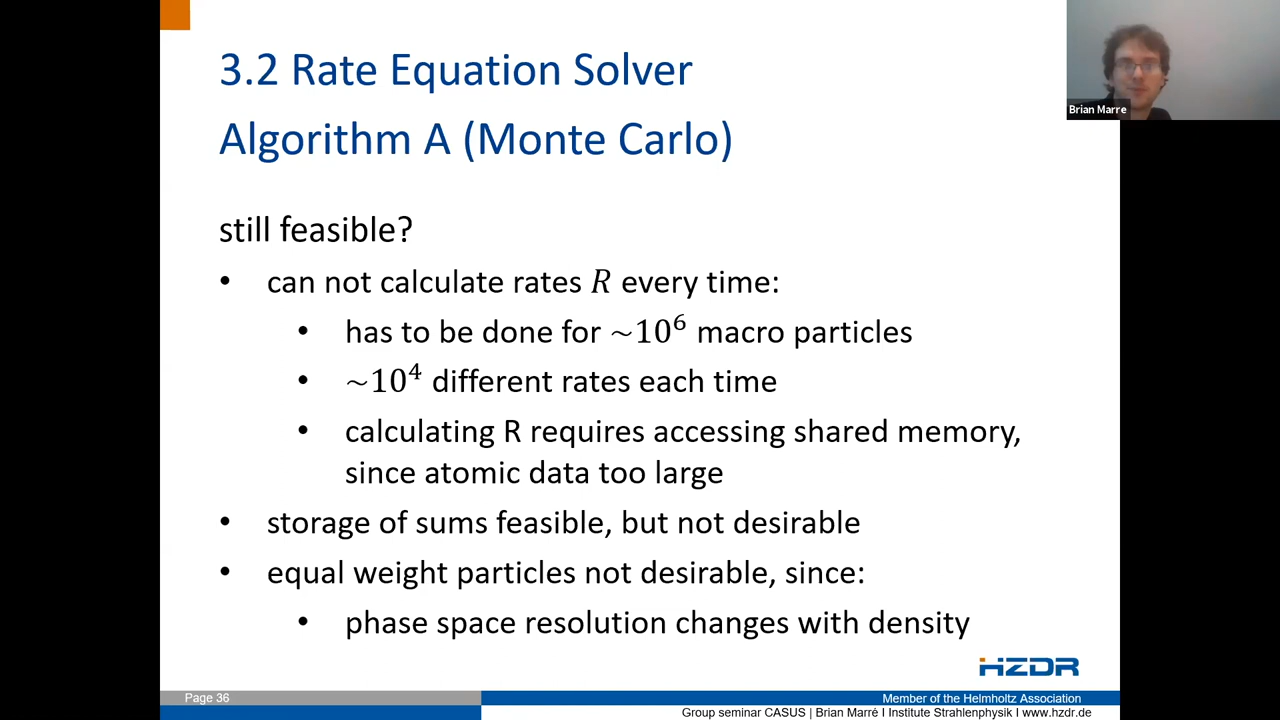 3.2 Rate Equation Solver
Algorithm A (Monte Carlo)
Brian Marre
still feasible?
• can not calculate rates R every time:
• has to be done for ~10⁶ macro particles
• ~10⁴ different rates each time
• calculating R requires accessing shared memory,
since atomic data too large
• storage of sums feasible, but not desirable
• equal weight particles not desirable, since:
• phase space resolution changes with density
HZDR
Page 36
Member of the Helmholtz Association
Group seminar CASUS | Brian Marré I Institute Strahlenphysik I www.hzdr.de